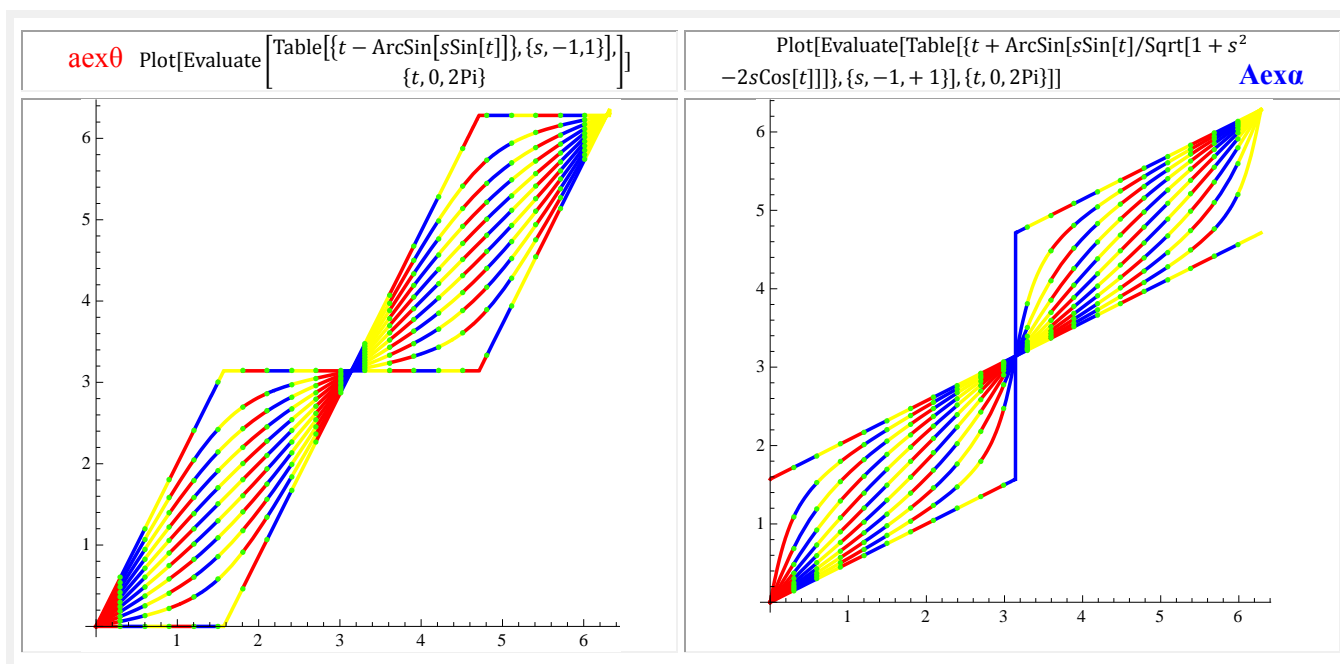 aexθ Plot[Evaluate[Table[{t − ArcSin[sSin[t]]}, {s, −1,1}],
{t, 0, 2Pi}]]
Plot[Evaluate[Table[{t + ArcSin[sSin[t]/Sqrt[1 + s²
−2sCos[t]]]}, {s, −1, + 1}], {t, 0,2Pi}]] Aexα
6
5
4
3
2
1
1 2 3 4 5 6
6
5
4
3
2
1
1 2 3 4 5 6